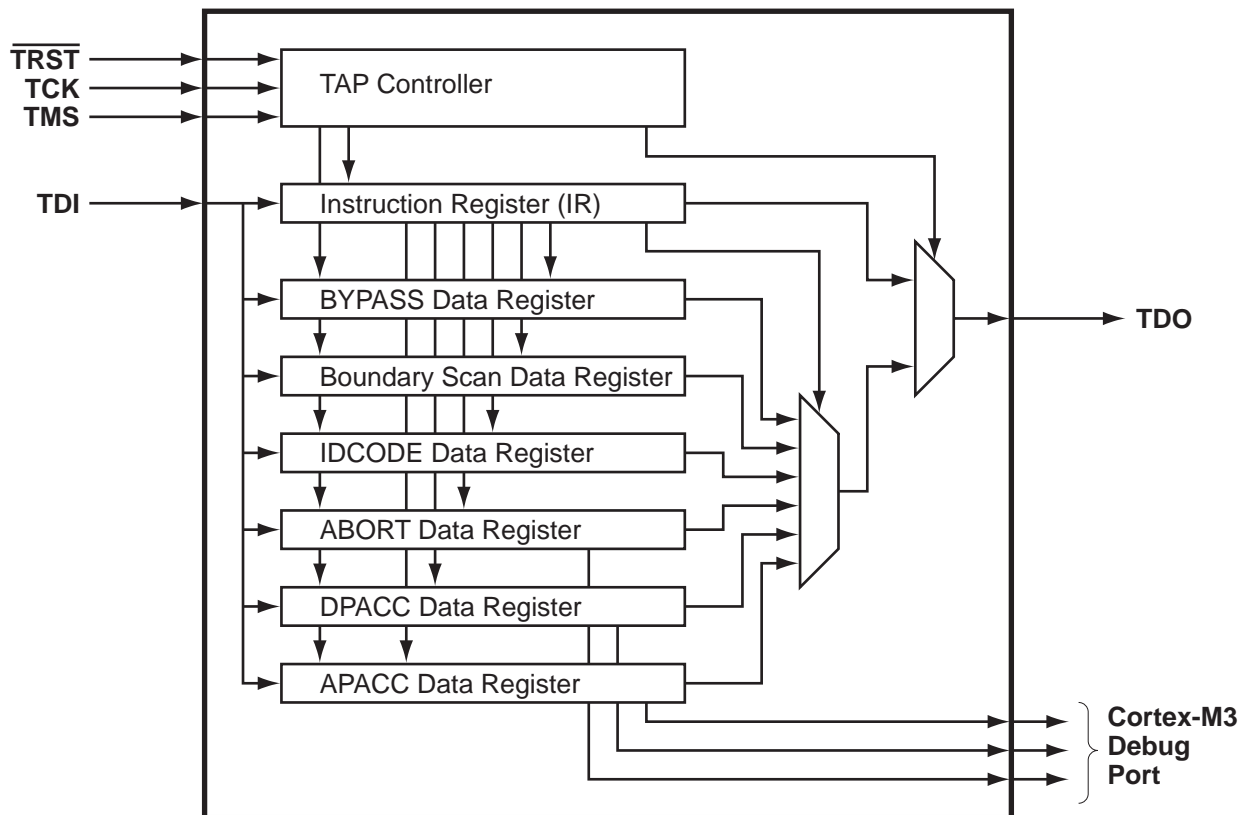 TRST
TCK
TMS
TAP Controller
TDI
Instruction Register (IR)
BYPASS Data Register
TDO
Boundary Scan Data Register
IDCODE Data Register
ABORT Data Register
DPACC Data Register
APACC Data Register
Cortex-M3
Debug
Port